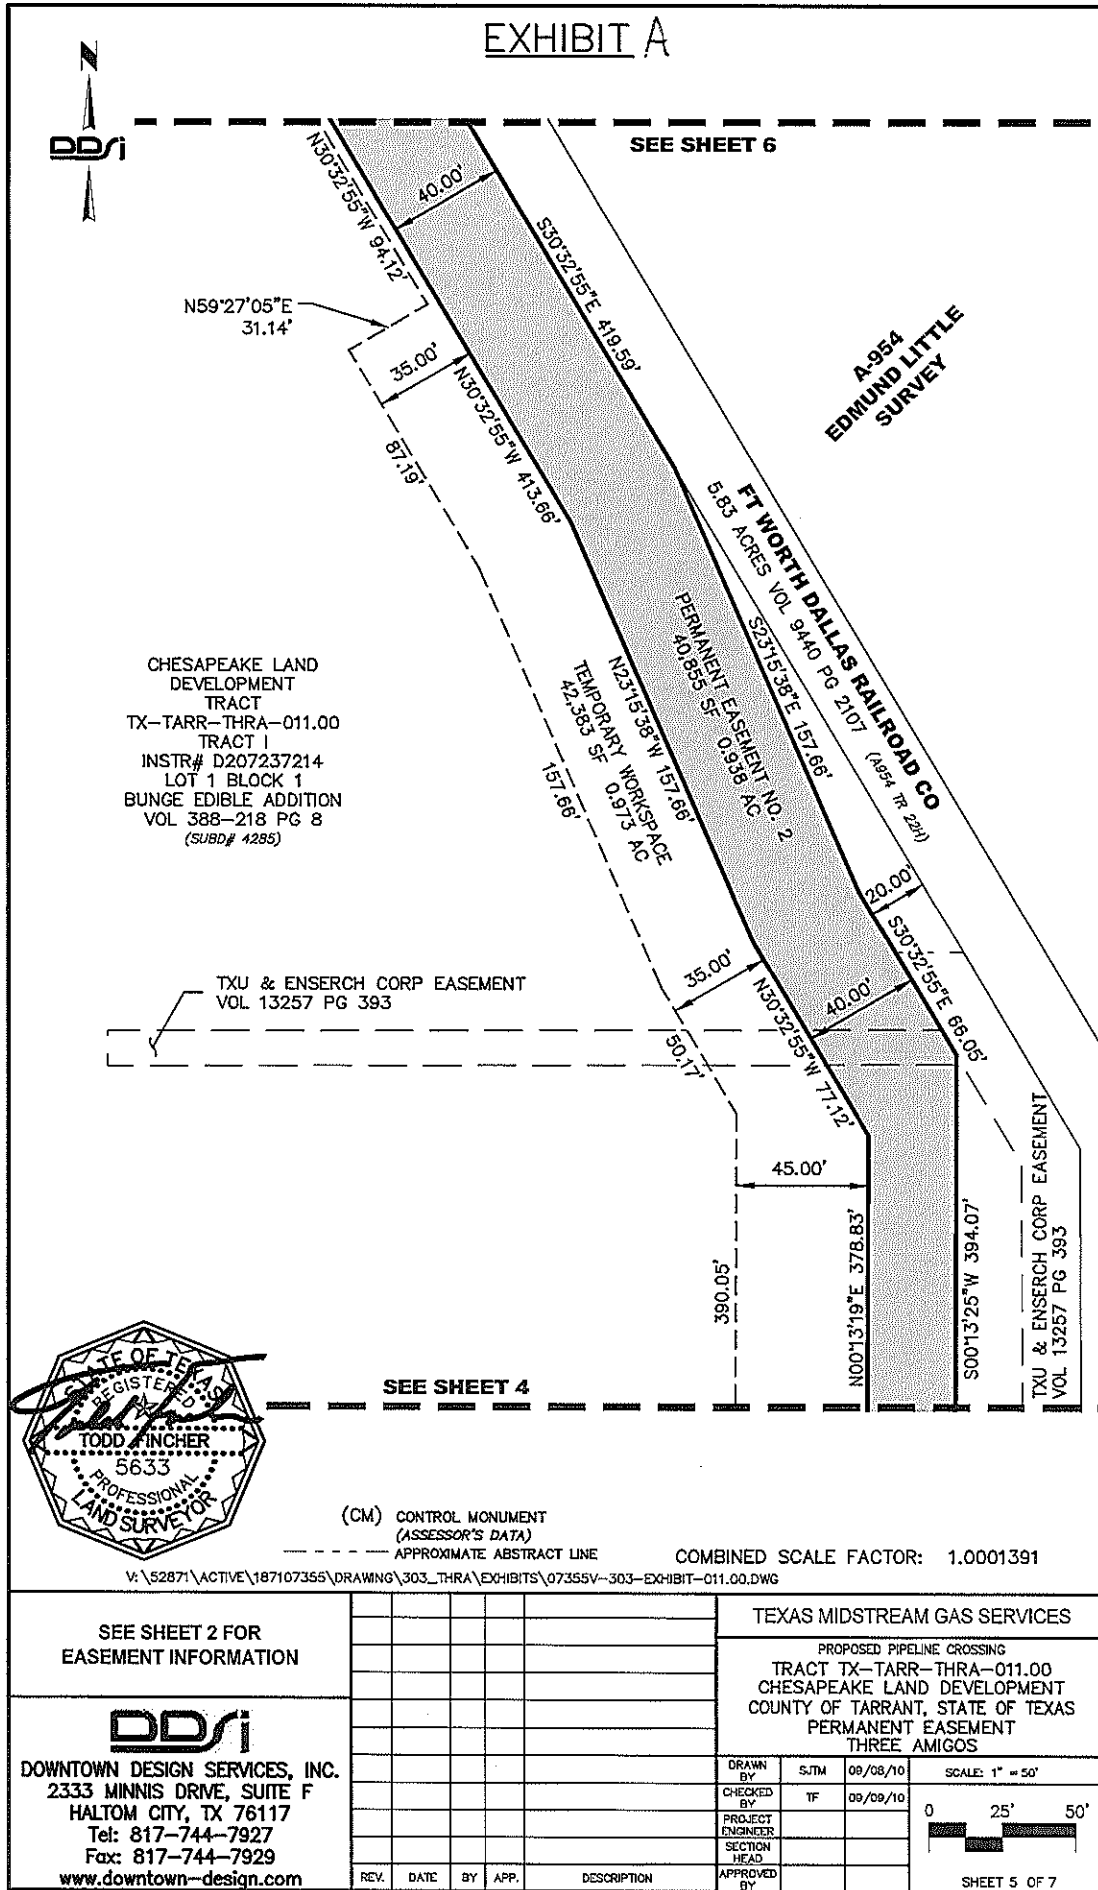 EXHIBIT A
N
DDSi
SEE SHEET 6
N30°32'55"W 94.12'
40.00'
S30°32'55"E 419.59'
N59°27'05"E
31.14'
35.00'
N30°32'55"W 413.66'
87.19'
A-954
EDMUND LITTLE
SURVEY
FT WORTH DALLAS RAILROAD CO
5.83 ACRES VOL 9440 PG 2107 (A954 TR 22H)
PERMANENT EASEMENT NO. 2
40,855 SF 0.938 AC
S23°15'38"E 157.66'
N23°15'38"W 157.66'
TEMPORARY WORKSPACE
42,383 SF 0.973 AC
157.66'
CHESAPEAKE LAND
DEVELOPMENT
TRACT
TX-TARR-THRA-011.00
TRACT I
INSTR# D207237214
LOT 1 BLOCK 1
BUNGE EDIBLE ADDITION
VOL 388-218 PG 8
(SUBD# 4285)
20.00'
S30°32'55"E 66.05'
TXU & ENSERCH CORP EASEMENT
VOL 13257 PG 393
35.00'
40.00'
N30°32'55"W 77.12'
50.17'
45.00'
390.05'
N00°13'19"E 378.83'
S00°13'25"W 394.07'
TXU & ENSERCH CORP EASEMENT
VOL 13257 PG 393
STATE OF TEXAS
REGISTERED
TODD FINCHER
5633
PROFESSIONAL
LAND SURVEYOR
SEE SHEET 4
(CM) CONTROL MONUMENT
(ASSESSOR'S DATA)
APPROXIMATE ABSTRACT LINE
COMBINED SCALE FACTOR: 1.0001391
V:\52871\ACTIVE\187107355\DRAWING\303_THRA\EXHIBITS\07355V-303-EXHIBIT-011.00.DWG
SEE SHEET 2 FOR
EASEMENT INFORMATION
DDSi
DOWNTOWN DESIGN SERVICES, INC.
2333 MINNIS DRIVE, SUITE F
HALTOM CITY, TX 76117
Tel: 817-744-7927
Fax: 817-744-7929
www.downtown-design.com
REV. DATE BY APP. DESCRIPTION
TEXAS MIDSTREAM GAS SERVICES
PROPOSED PIPELINE CROSSING
TRACT TX-TARR-THRA-011.00
CHESAPEAKE LAND DEVELOPMENT
COUNTY OF TARRANT, STATE OF TEXAS
PERMANENT EASEMENT
THREE AMIGOS
DRAWN BY SJTM 09/08/10
CHECKED BY TF 09/09/10
PROJECT ENGINEER
SECTION HEAD
APPROVED BY
SCALE: 1" = 50'
0 25' 50'
SHEET 5 OF 7